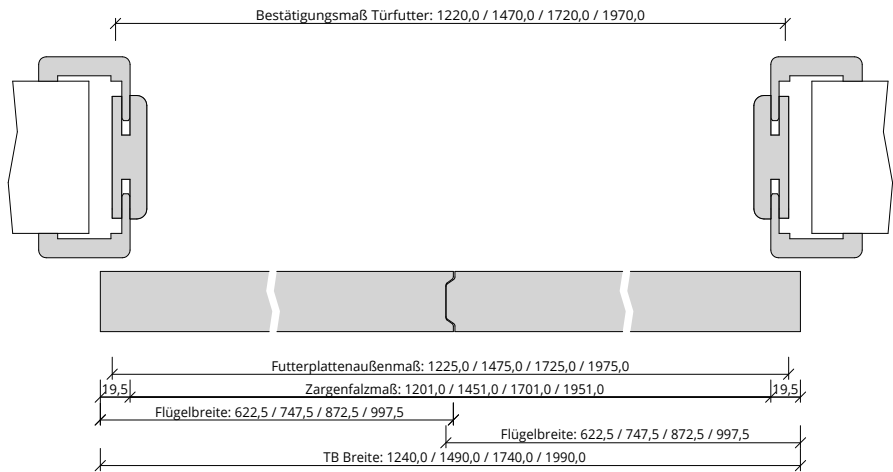 Bestätigungsmaß Türfutter: 1220,0 / 1470,0 / 1720,0 / 1970,0
Futterplattenaußenmaß: 1225,0 / 1475,0 / 1725,0 / 1975,0
19,5 Zargenfalzmaß: 1201,0 / 1451,0 / 1701,0 / 1951,0 19,5
Flügelbreite: 622,5 / 747,5 / 872,5 / 997,5
Flügelbreite: 622,5 / 747,5 / 872,5 / 997,5
TB Breite: 1240,0 / 1490,0 / 1740,0 / 1990,0